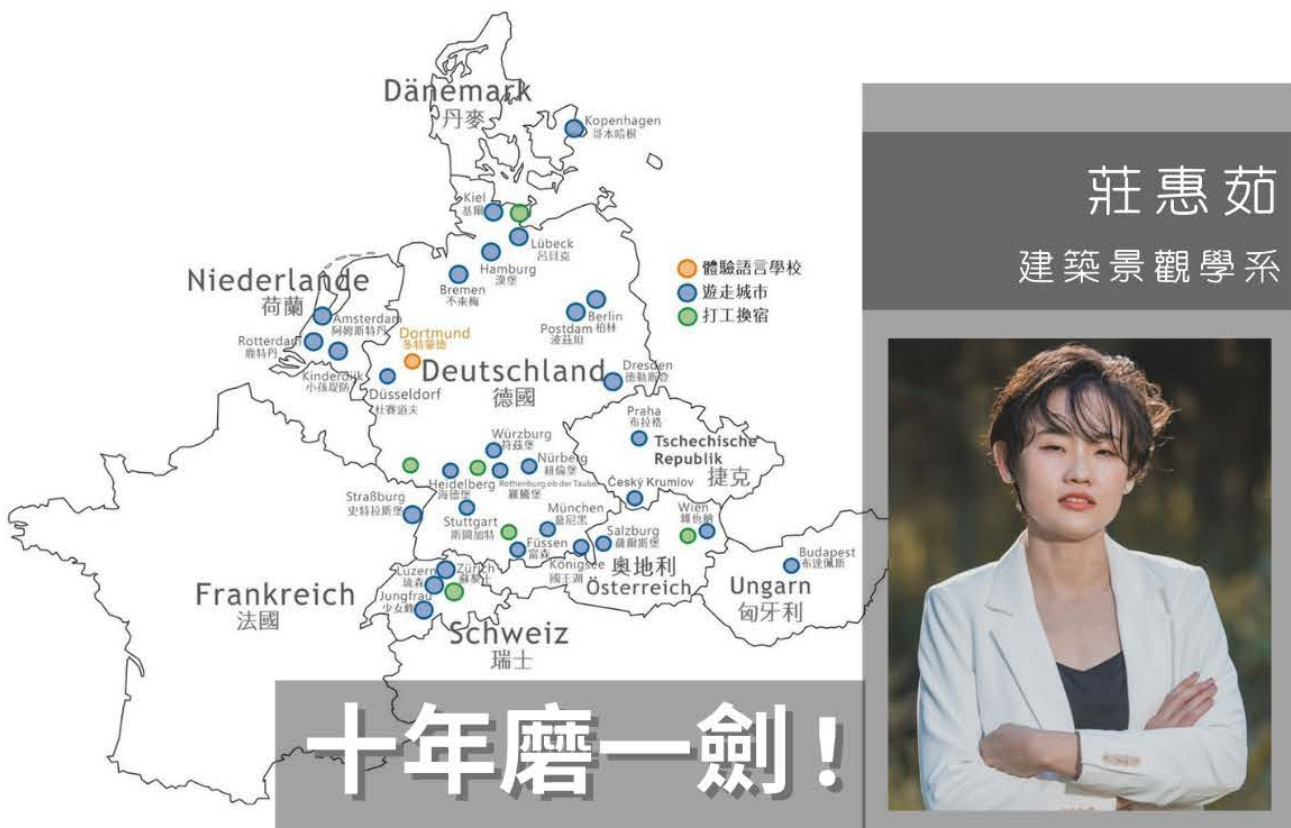 Dänemark
丹麥
Kopenhagen
哥本哈根
Kiel
基爾
Lübeck
呂貝克
Hamburg
漢堡
Bremen
不來梅
Niederlande
荷蘭
Amsterdam
阿姆斯特丹
Rotterdam
鹿特丹
Kinderdijk
小孩堤防
Berlin
柏林
Postdam
波茲坦
Dortmund
多特蒙德
Deutschland
德國
Düsseldorf
杜賽道夫
Dresden
德勒斯登
體驗語言學校
遊走城市
打工換宿
Praha
布拉格
Tschechische
Republik
捷克
Český Krumlov
Würzburg
符茲堡
Nürberg
紐倫堡
Heidelberg
海德堡
Rothenburg ob der Tauber
羅騰堡
Straßburg
史特拉斯堡
Stuttgart
斯圖加特
München
慕尼黑
Füssen
富森
Königsee
國王湖
Salzburg
薩爾斯堡
Wien
維也納
奧地利
Österreich
Budapest
布達佩斯
Ungarn
匈牙利
Luzern
琉森
Zürich
蘇黎士
Jungfrau
少女峰
Schweiz
瑞士
Frankreich
法國
十年磨一劍！
莊惠茹
建築景觀學系